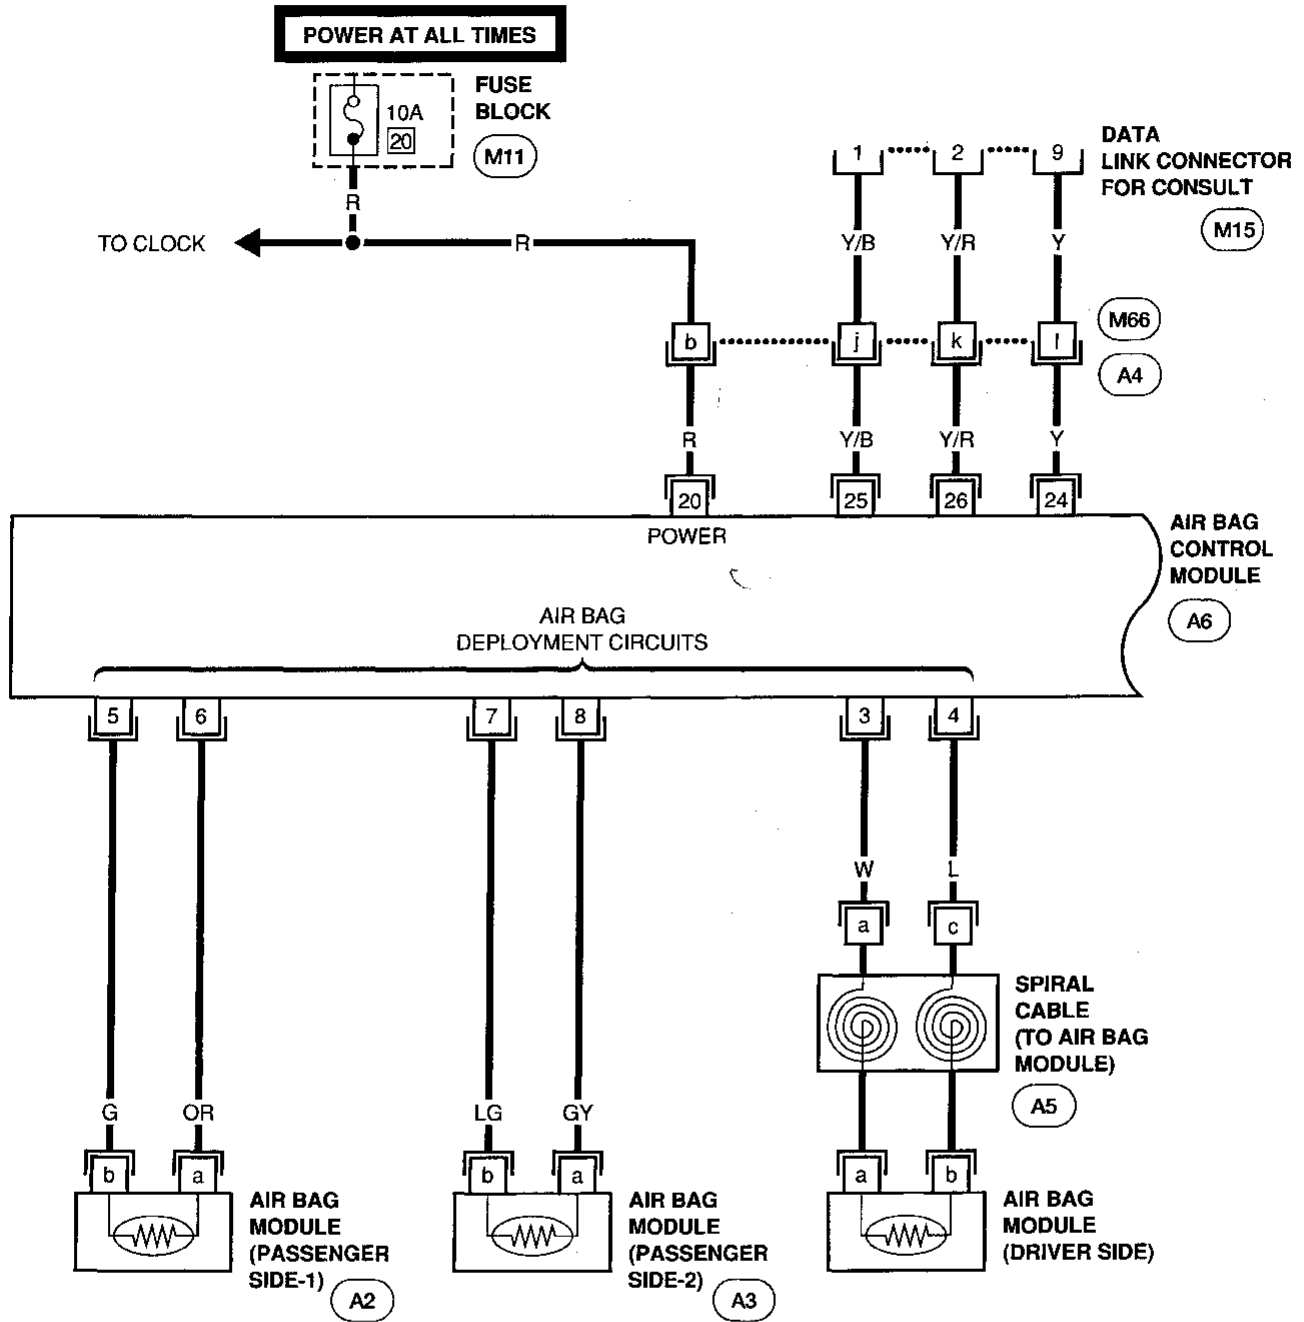 POWER AT ALL TIMES
FUSE
BLOCK
10A
20
M11
R
TO CLOCK
R
DATA
LINK CONNECTOR
FOR CONSULT
M15
1 2 9
Y/B Y/R Y
M66
b j k l
A4
R Y/B Y/R Y
20 25 26 24
POWER
AIR BAG
CONTROL
MODULE
A6
AIR BAG
DEPLOYMENT CIRCUITS
5 6 7 8 3 4
W L
a c
SPIRAL
CABLE
(TO AIR BAG
MODULE)
A5
G OR LG GY
b a b a a b
AIR BAG
MODULE
(PASSENGER
SIDE-1)
A2
AIR BAG
MODULE
(PASSENGER
SIDE-2)
A3
AIR BAG
MODULE
(DRIVER SIDE)